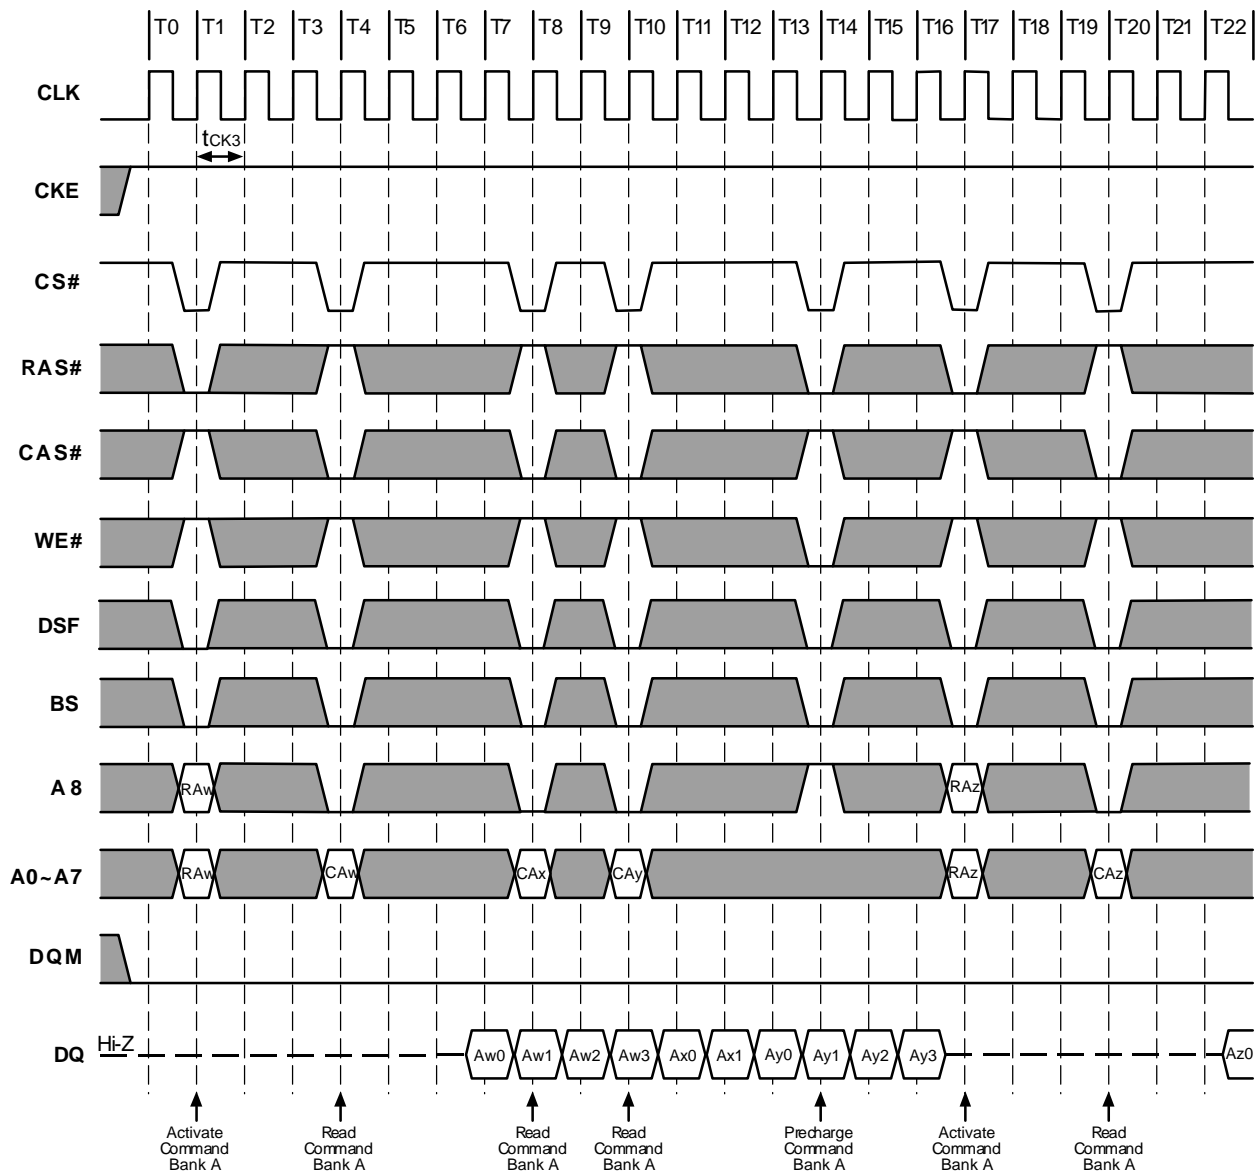 T0 T1 T2 T3 T4 T5 T6 T7 T8 T9 T10 T11 T12 T13 T14 T15 T16 T17 T18 T19 T20 T21 T22
CLK
tCK3
CKE
CS#
RAS#
CAS#
WE#
DSF
BS
A8 RAw RAz
A0~A7 RAw CAw CAx CAy RAz CAz
DQM
DQ Hi-Z Aw0 Aw1 Aw2 Aw3 Ax0 Ax1 Ay0 Ay1 Ay2 Ay3 Az0
Activate Command Bank A
Read Command Bank A
Read Command Bank A
Read Command Bank A
Precharge Command Bank A
Activate Command Bank A
Read Command Bank A